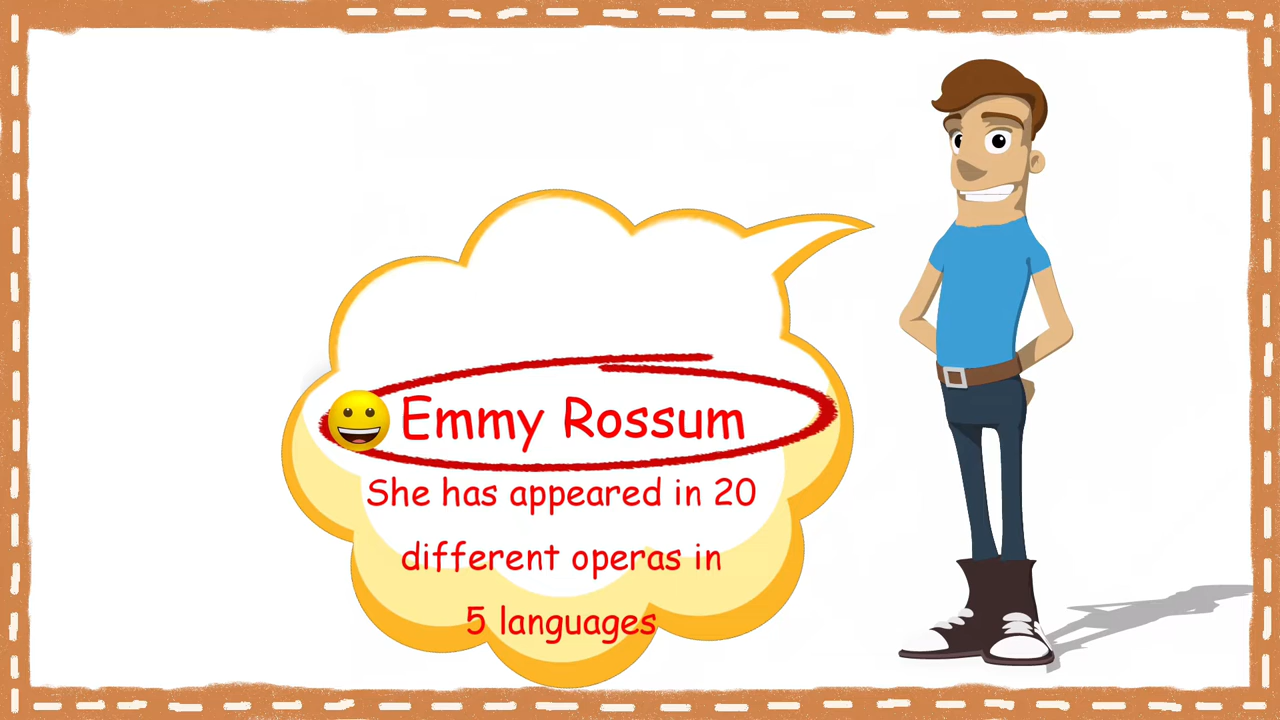 Emmy Rossum
She has appeared in 20
different operas in
5 languages